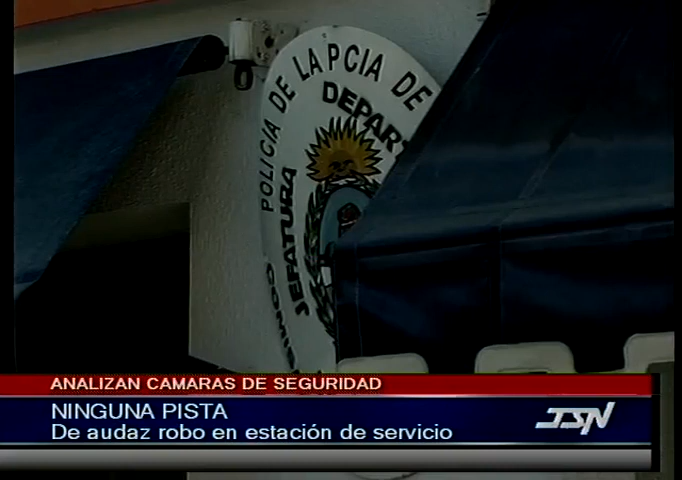 POLICIA DE LA PCIA DE
DEPAR
JEFATURA
ANALIZAN CAMARAS DE SEGURIDAD
NINGUNA PISTA
De audaz robo en estación de servicio
JSN